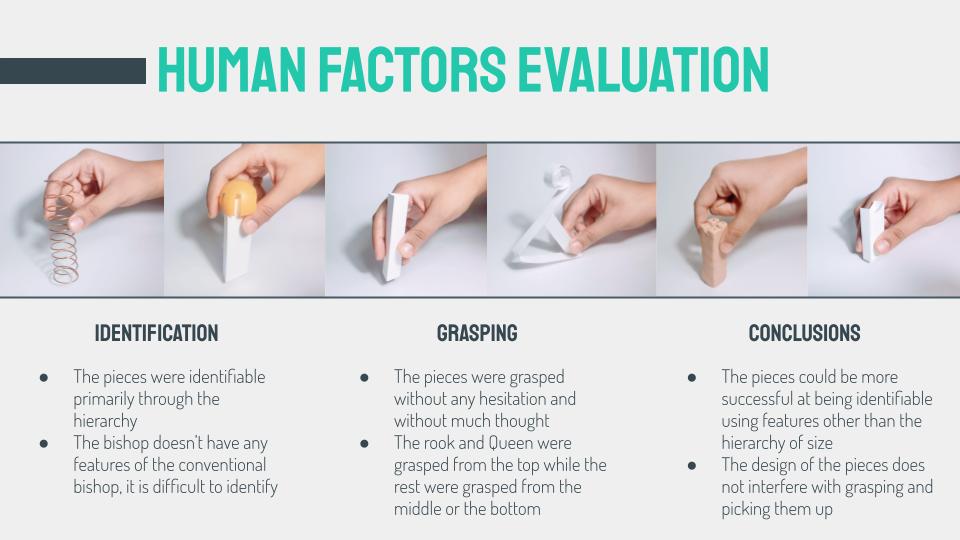 HUMAN FACTORS EVALUATION
IDENTIFICATION
● The pieces were identifiable
primarily through the
hierarchy
● The bishop doesn't have any
features of the conventional
bishop, it is difficult to identify
GRASPING
● The pieces were grasped
without any hesitation and
without much thought
● The rook and Queen were
grasped from the top while the
rest were grasped from the
middle or the bottom
CONCLUSIONS
● The pieces could be more
successful at being identifiable
using features other than the
hierarchy of size
● The design of the pieces does
not interfere with grasping and
picking them up